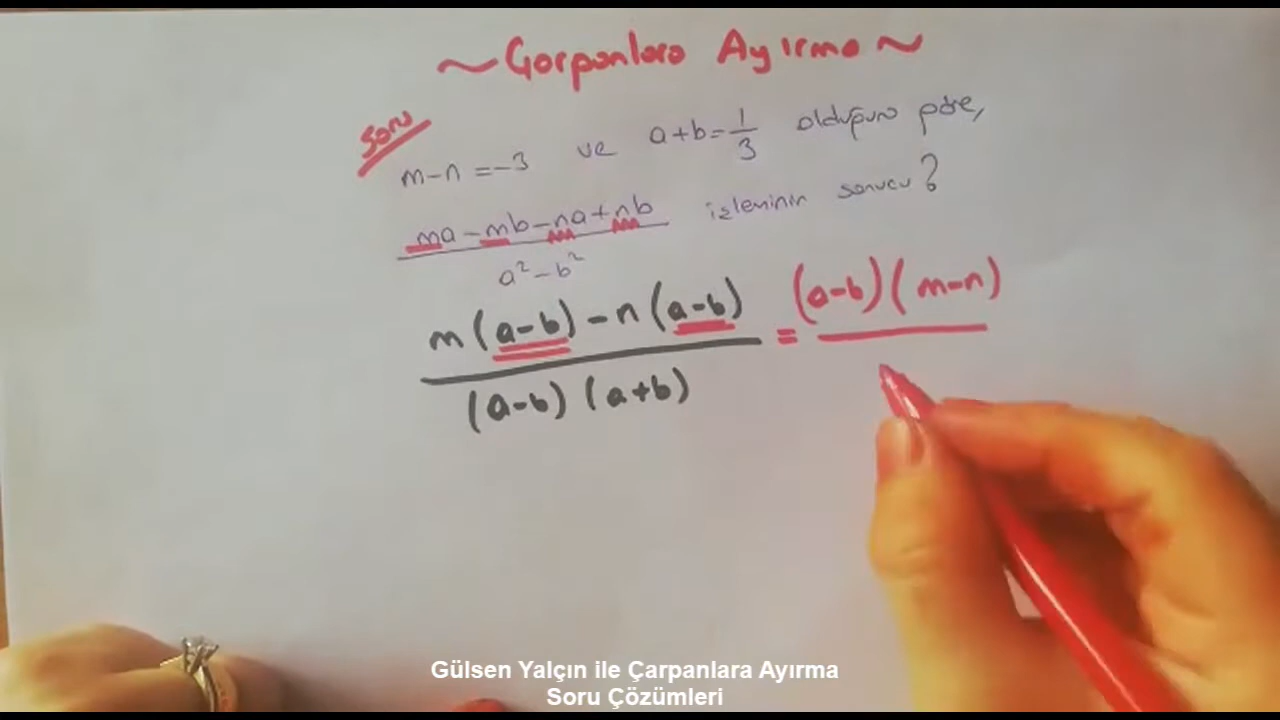 ~ Çarpanlara Ayırma ~
Soru
m-n=-3 ve a+b=1/3 olduğuna göre,
ma-mb-na+nb / a²-b² işleminin sonucu?
m(a-b)-n(a-b) / (a-b)(a+b) = (a-b)(m-n)
Gülsen Yalçın ile Çarpanlara Ayırma
Soru Çözümleri